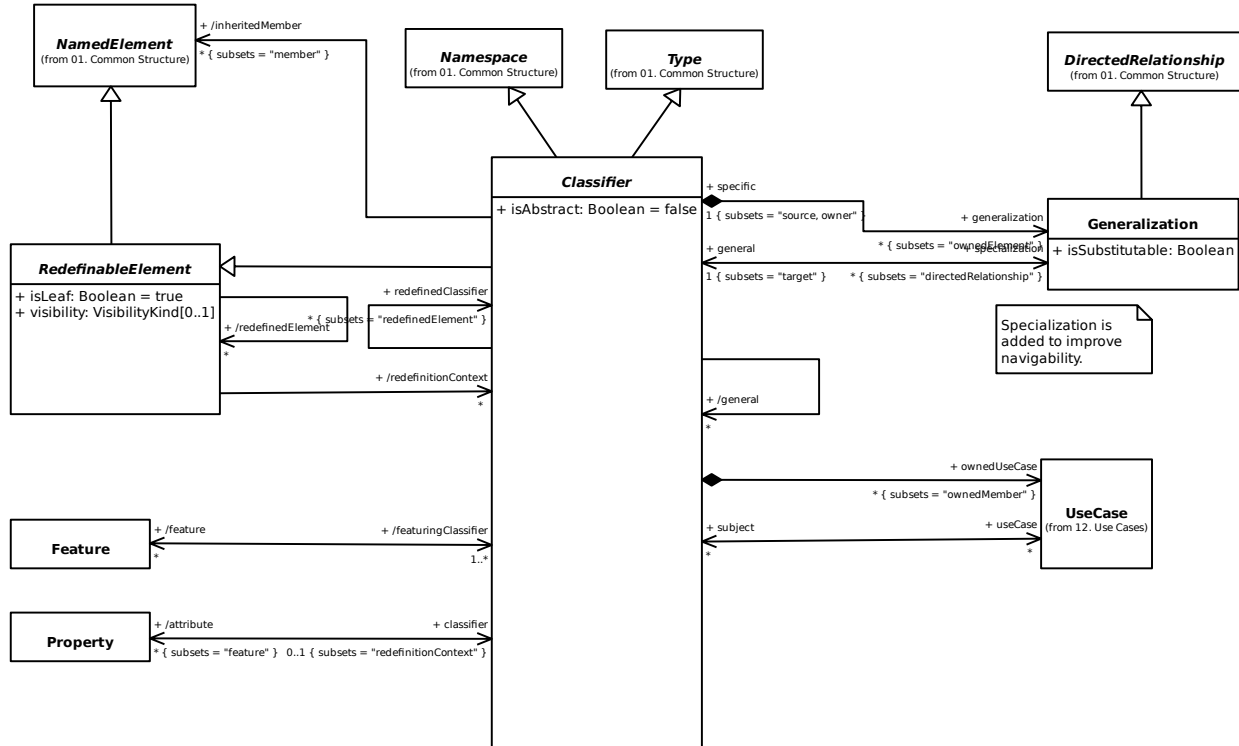 NamedElement
(from 01. Common Structure)
+ /inheritedMember
* { subsets = "member" }
Namespace
(from 01. Common Structure)
Type
(from 01. Common Structure)
DirectedRelationship
(from 01. Common Structure)
Classifier
+ isAbstract: Boolean = false
+ specific
1 { subsets = "source, owner" }
+ generalization
* { subsets = "ownedElement" }
Generalization
+ isSubstitutable: Boolean
+ general
1 { subsets = "target" }
+ specialization
* { subsets = "directedRelationship" }
RedefinableElement
+ isLeaf: Boolean = true
+ visibility: VisibilityKind[0..1]
+ redefinedClassifier
* { subsets = "redefinedElement" }
+ /redefinedElement
*
Specialization is
added to improve
navigability.
+ /redefinitionContext
*
+ /general
*
+ ownedUseCase
* { subsets = "ownedMember" }
UseCase
(from 12. Use Cases)
+ subject
*
+ useCase
*
Feature
+ /feature
*
+ /featuringClassifier
1..*
Property
+ /attribute
* { subsets = "feature" }
+ classifier
0..1 { subsets = "redefinitionContext" }